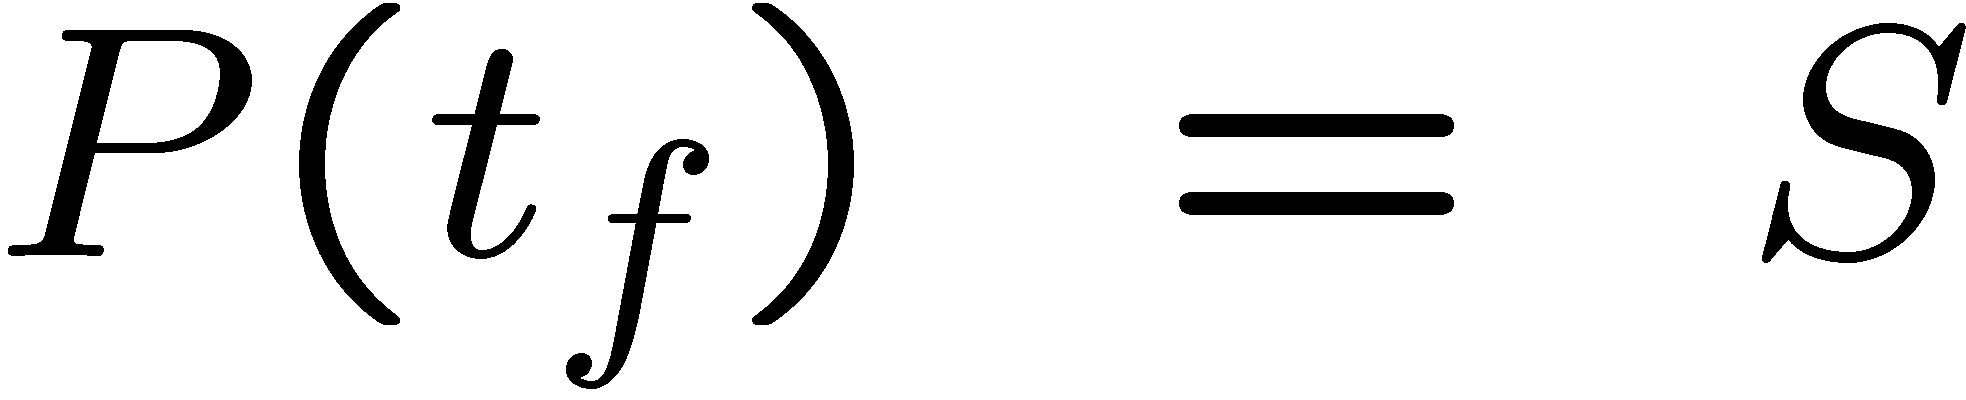 P(t_f) = S